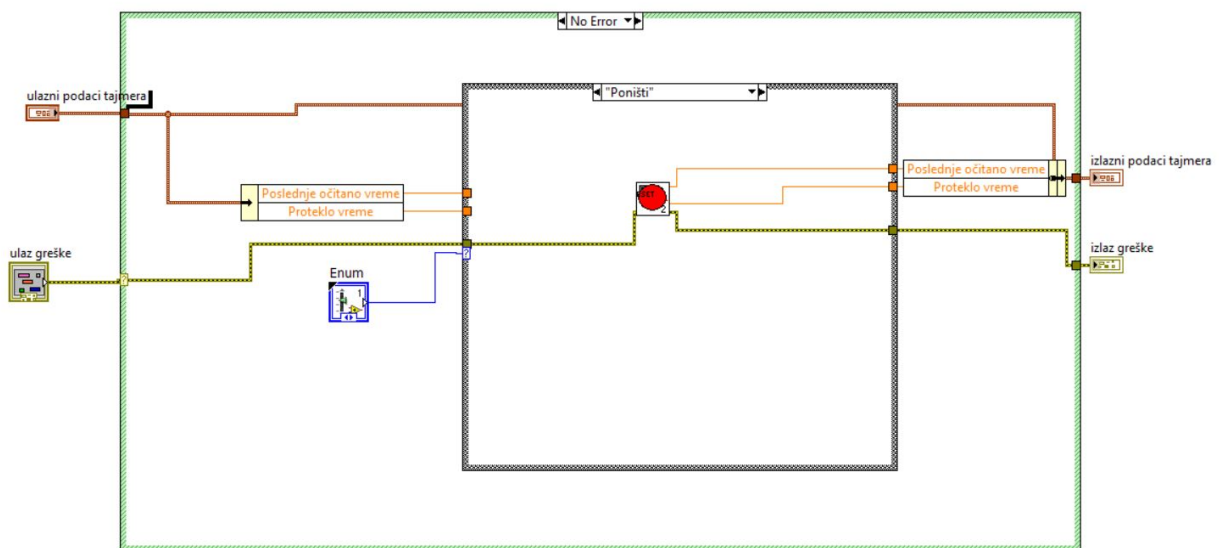 No Error
ulazni podaci tajmera
"Poništi"
Poslednje očitano vreme
Proteklo vreme
Poslednje očitano vreme
Proteklo vreme
izlazni podaci tajmera
ulaz greške
izlaz greške
Enum
1
2